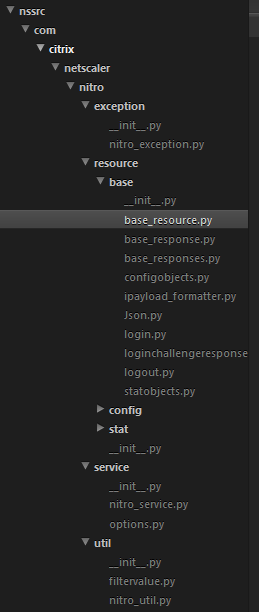 nssrc
com
citrix
netscaler
nitro
exception
__init__.py
nitro_exception.py
resource
base
__init__.py
base_resource.py
base_response.py
base_responses.py
configobjects.py
ipayload_formatter.py
Json.py
login.py
loginchallengeresponse
logout.py
statobjects.py
config
stat
__init__.py
service
__init__.py
nitro_service.py
options.py
util
__init__.py
filtervalue.py
nitro_util.py